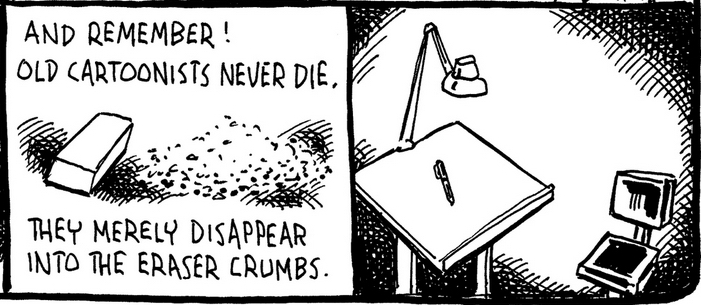 AND REMEMBER!
OLD CARTOONISTS NEVER DIE.
THEY MERELY DISAPPEAR
INTO THE ERASER CRUMBS.